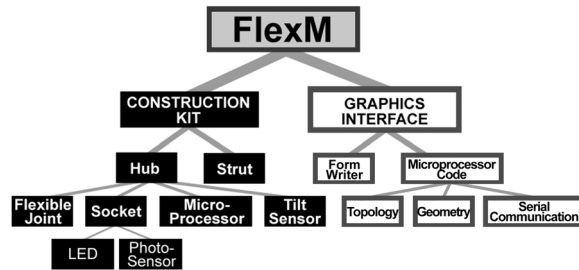 FlexM
CONSTRUCTION
KIT
GRAPHICS
INTERFACE
Hub
Strut
Form
Writer
Microprocessor
Code
Flexible
Joint
Socket
Micro-
Processor
Tilt
Sensor
Topology
Geometry
Serial
Communication
LED
Photo-
Sensor